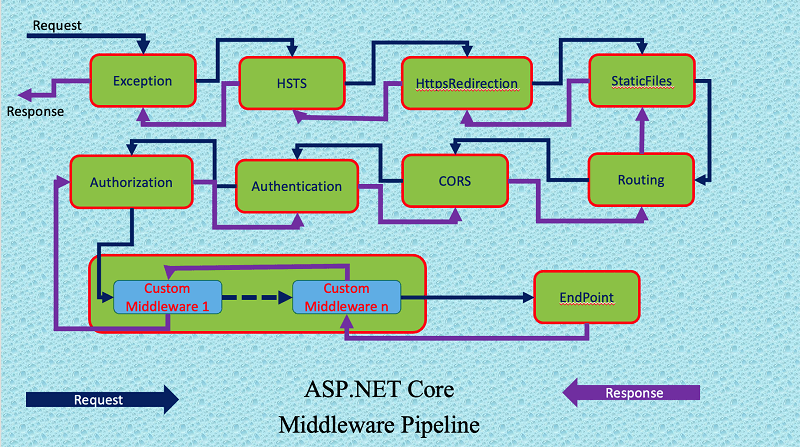 Request
Exception
HSTS
HttpsRedirection
StaticFiles
Response
Authorization
Authentication
CORS
Routing
Custom
Middleware 1
Custom
Middleware n
EndPoint
Request
ASP.NET Core
Middleware Pipeline
Response